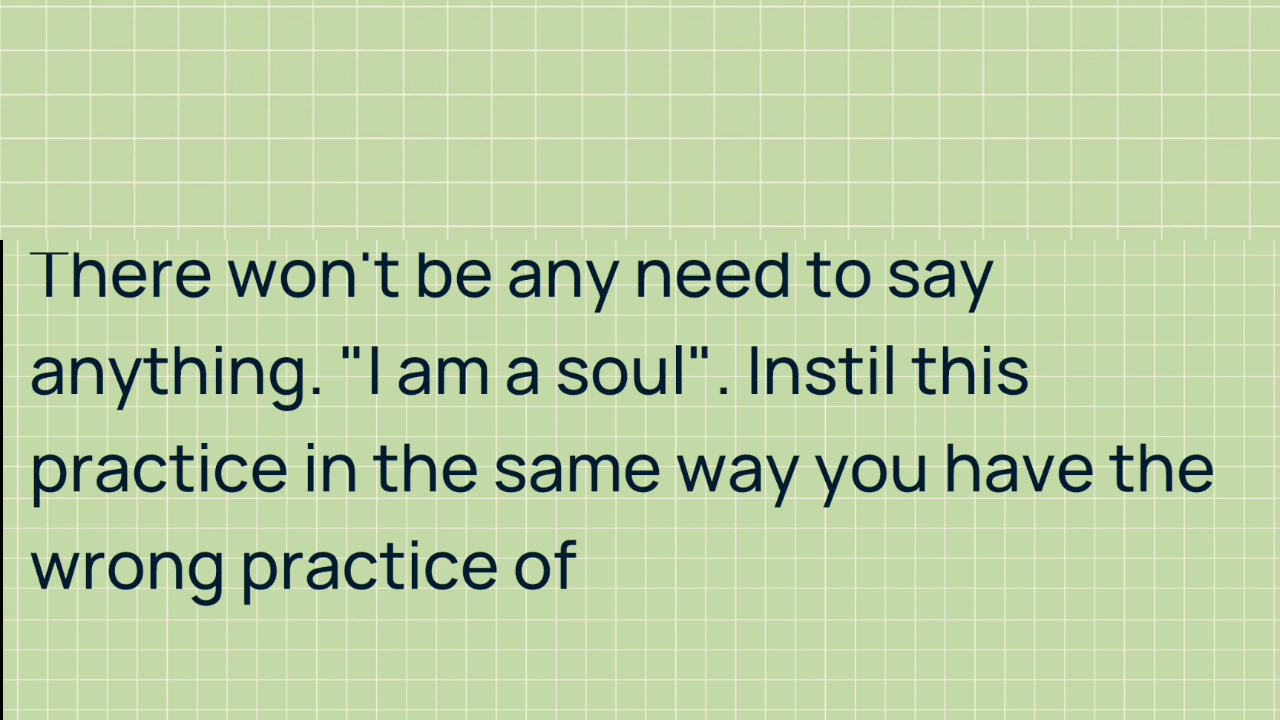 There won't be any need to say
anything. "I am a soul". Instil this
practice in the same way you have the
wrong practice of